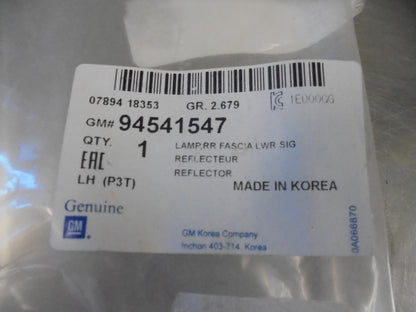 07894 18353 GR. 2.679 1E000Q3
GM# 94541547
QTY. 1 LAMP,RR FASCIA LWR SIG
EAC REFLECTEUR
REFLECTOR
LH (P3T) MADE IN KOREA
Genuine
GM
GM Korea Company
Inchon 403-714, Korea
0A066870